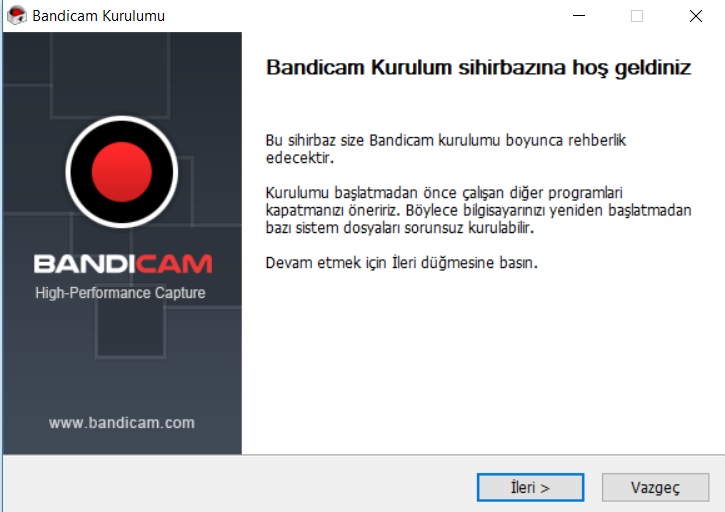 Bandicam Kurulumu
Bandicam Kurulum sihirbazına hoş geldiniz
Bu sihirbaz size Bandicam kurulumu boyunca rehberlik
edecektir.
Kurulumu başlatmadan önce çalışan diğer programlari
kapatmanızı öneririz. Böylece bilgisayarınızı yeniden başlatmadan
bazı sistem dosyaları sorunsuz kurulabilir.
Devam etmek için İleri düğmesine basın.
BANDICAM
High-Performance Capture
www.bandicam.com
İleri >
Vazgeç